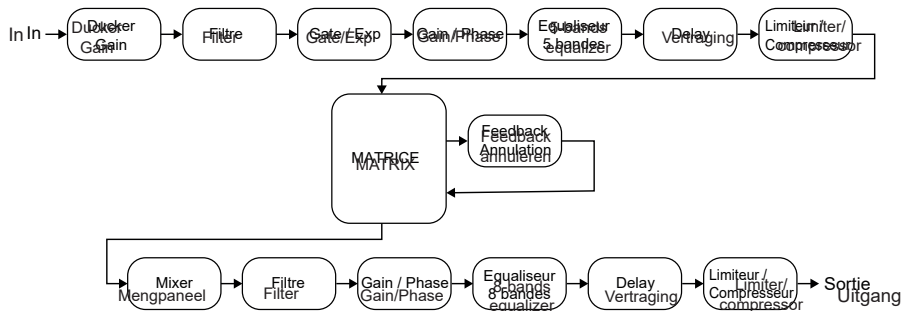 In In
Ducker
Ducker
Gain
Gain
Filtre
Filter
Gate / Exp
Gate/Exp
Gain / Phase
Gain/Phase
Equaliseur
5-bands
5 bandes
equalizer
Delay
Vertraging
Limiteur /
Limiter/
Compresseur
compressor
MATRICE
MATRIX
Feedback
Feedback
Annulation
annuleren
Mixer
Mengpaneel
Filtre
Filter
Gain / Phase
Gain/Phase
Equaliseur
8-bands
8 bandes
equalizer
Delay
Vertraging
Limiteur /
Limiter/
Compresseur
compressor
Sortie
Uitgang